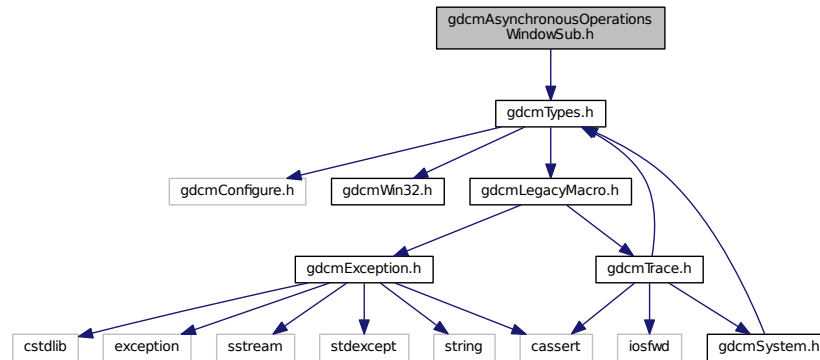 gdcmAsynchronousOperations
WindowSub.h
gdcmTypes.h
gdcmConfigure.h
gdcmWin32.h
gdcmLegacyMacro.h
gdcmException.h
gdcmTrace.h
cstdlib
exception
sstream
stdexcept
string
cassert
iosfwd
gdcmSystem.h